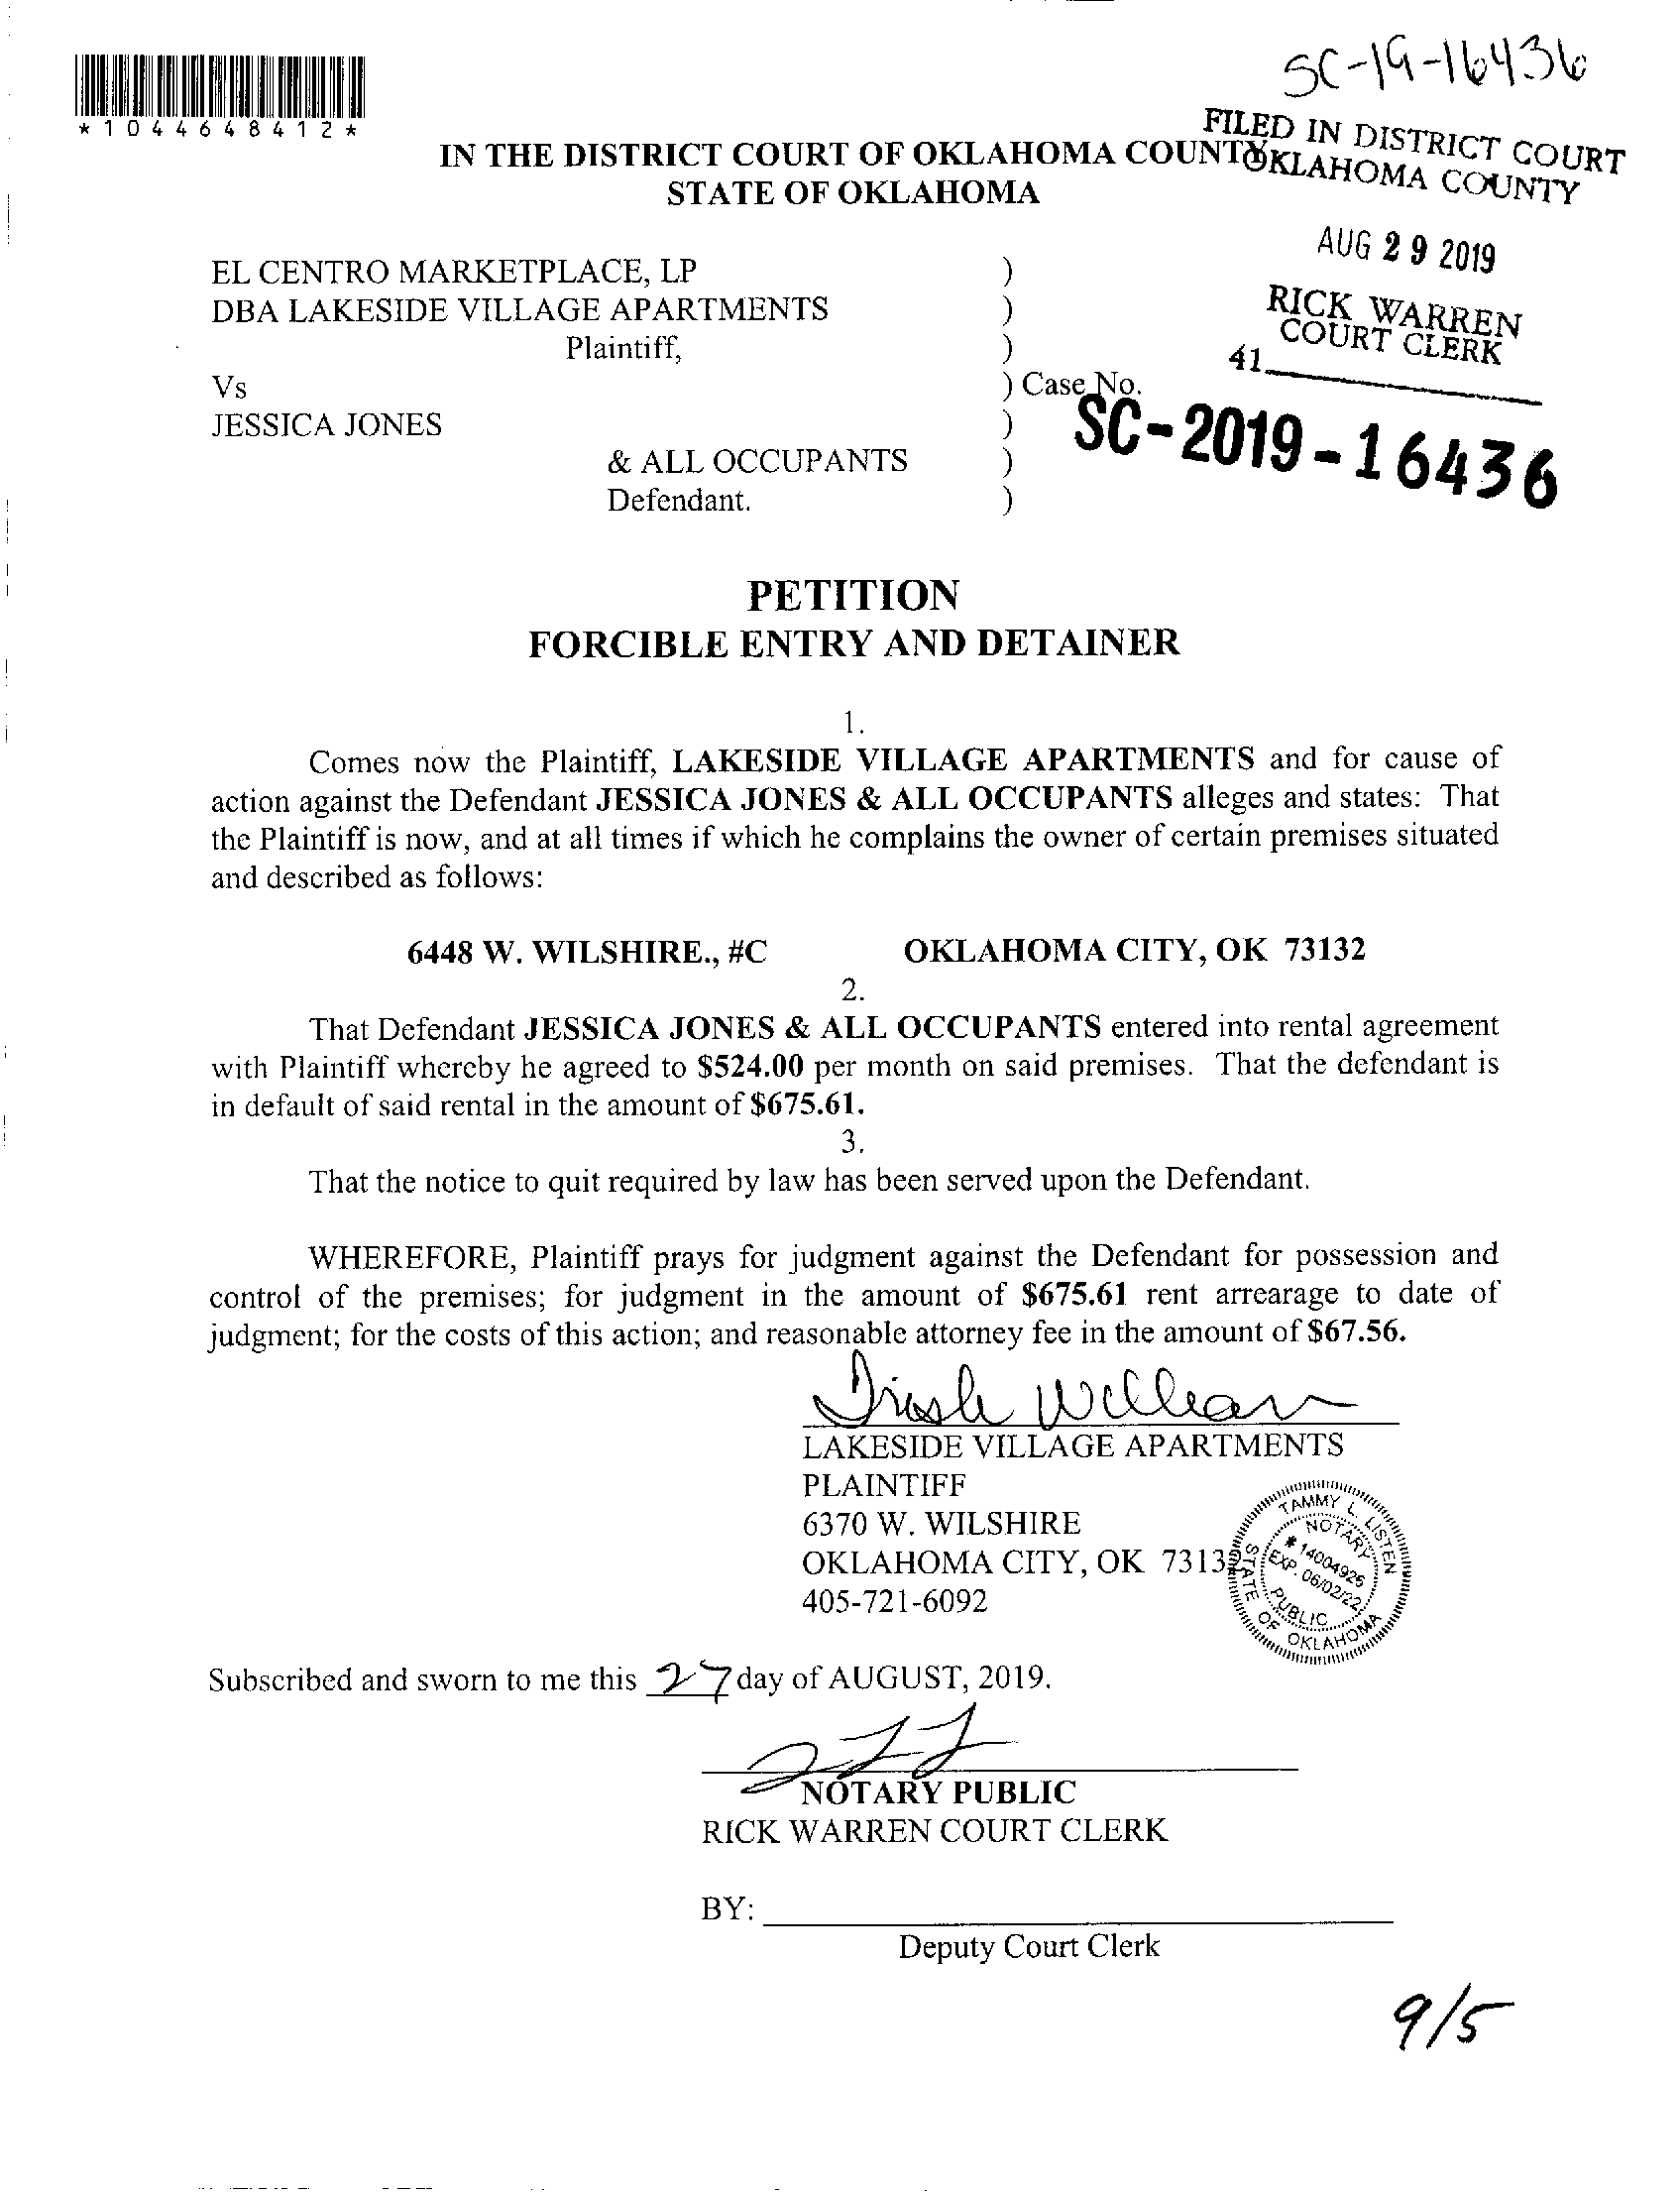 SC-19-16436
*1044648412*
FILED IN DISTRICT COURT
OKLAHOMA COUNTY
IN THE DISTRICT COURT OF OKLAHOMA COUNTY
STATE OF OKLAHOMA
AUG 29 2019
RICK WARREN
COURT CLERK
41
EL CENTRO MARKETPLACE, LP )
DBA LAKESIDE VILLAGE APARTMENTS )
Plaintiff, )
Vs ) Case No.
JESSICA JONES )
SC-2019-16436
& ALL OCCUPANTS )
Defendant. )
PETITION
FORCIBLE ENTRY AND DETAINER
1.
Comes now the Plaintiff, LAKESIDE VILLAGE APARTMENTS and for cause of
action against the Defendant JESSICA JONES & ALL OCCUPANTS alleges and states: That
the Plaintiff is now, and at all times if which he complains the owner of certain premises situated
and described as follows:
6448 W. WILSHIRE., #C OKLAHOMA CITY, OK 73132
2.
That Defendant JESSICA JONES & ALL OCCUPANTS entered into rental agreement
with Plaintiff whereby he agreed to $524.00 per month on said premises. That the defendant is
in default of said rental in the amount of $675.61.
3.
That the notice to quit required by law has been served upon the Defendant.
WHEREFORE, Plaintiff prays for judgment against the Defendant for possession and
control of the premises; for judgment in the amount of $675.61 rent arrearage to date of
judgment; for the costs of this action; and reasonable attorney fee in the amount of $67.56.
LAKESIDE VILLAGE APARTMENTS
PLAINTIFF
6370 W. WILSHIRE
OKLAHOMA CITY, OK 73132
405-721-6092
TAMMY L. LISTEN
NOTARY
# 14004926
EXP. 06/02/22
PUBLIC
STATE OF OKLAHOMA
Subscribed and sworn to me this 27 day of AUGUST, 2019.
NOTARY PUBLIC
RICK WARREN COURT CLERK
BY:
Deputy Court Clerk
9/5